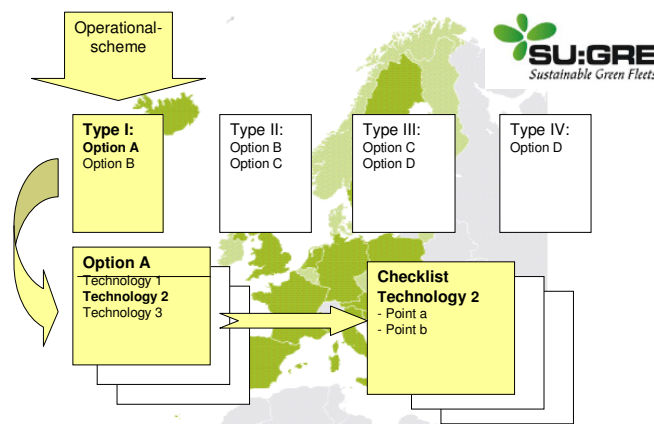 Operational-
scheme
SU:GRE
Sustainable Green Fleets
Type I:
Option A
Option B
Type II:
Option B
Option C
Type III:
Option C
Option D
Type IV:
Option D
Option A
Technology 1
Technology 2
Technology 3
Checklist
Technology 2
- Point a
- Point b